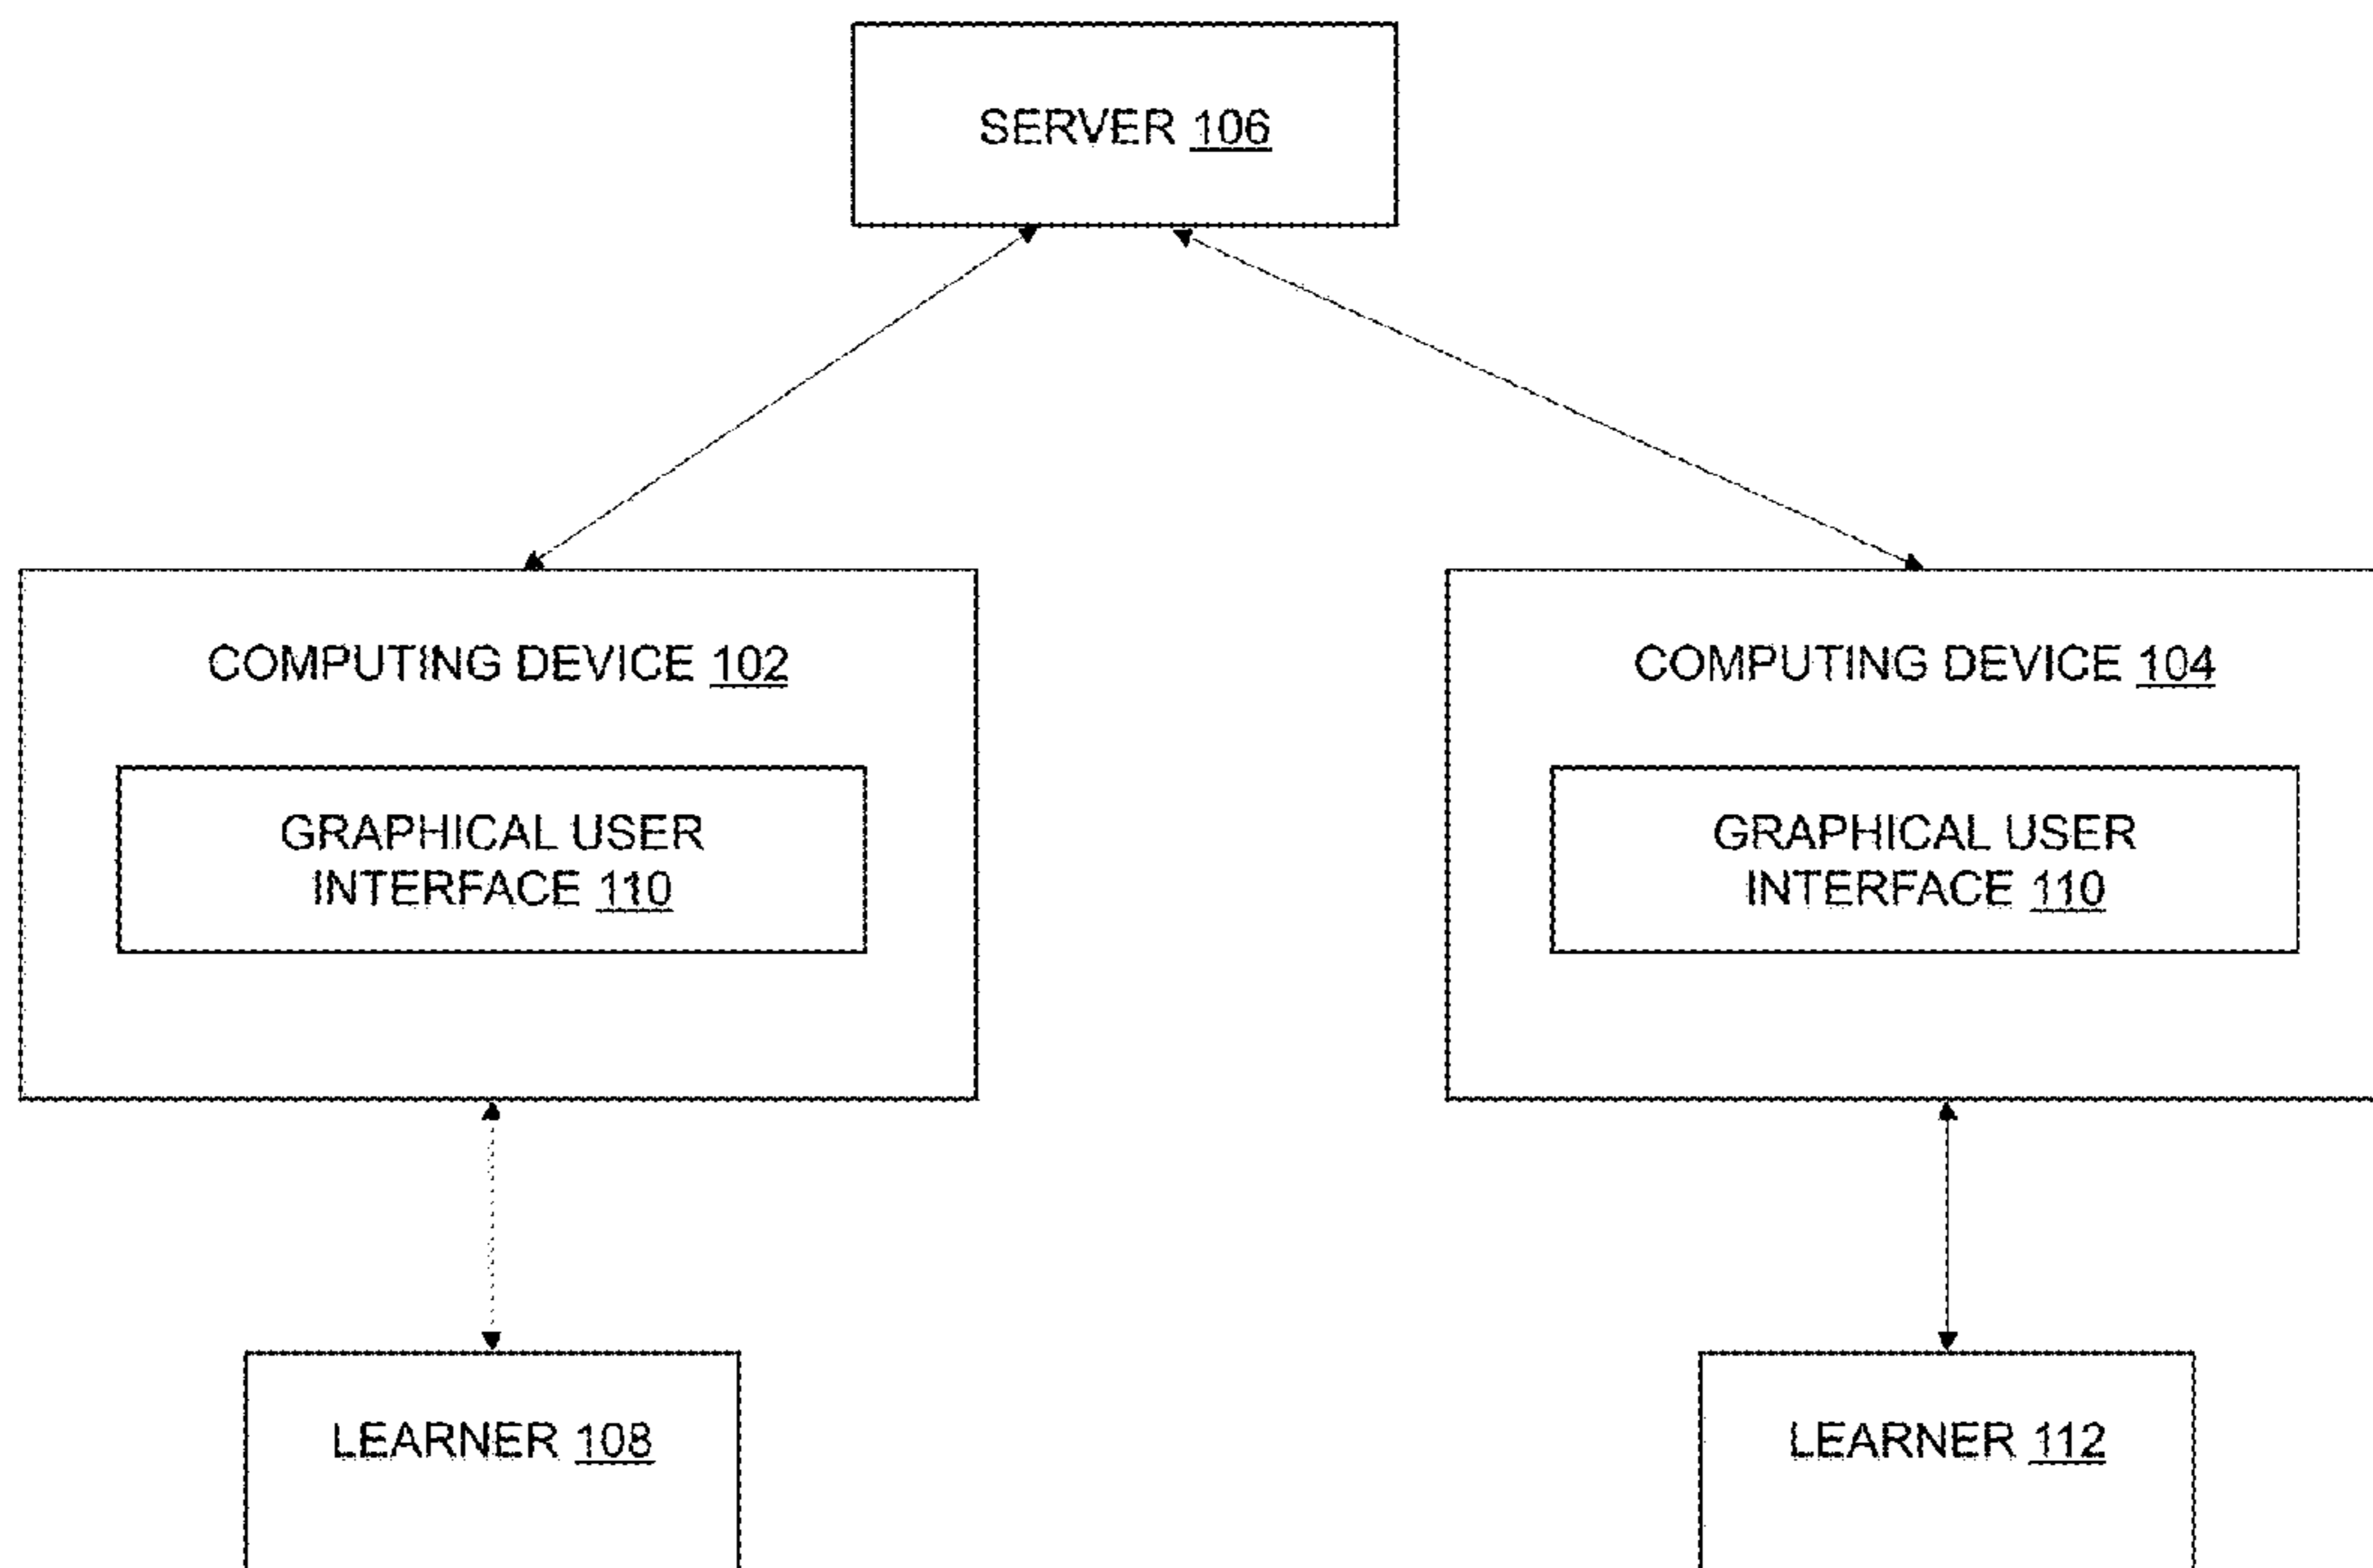 SERVER 106
COMPUTING DEVICE 102
GRAPHICAL USER
INTERFACE 110
COMPUTING DEVICE 104
GRAPHICAL USER
INTERFACE 110
LEARNER 108
LEARNER 112